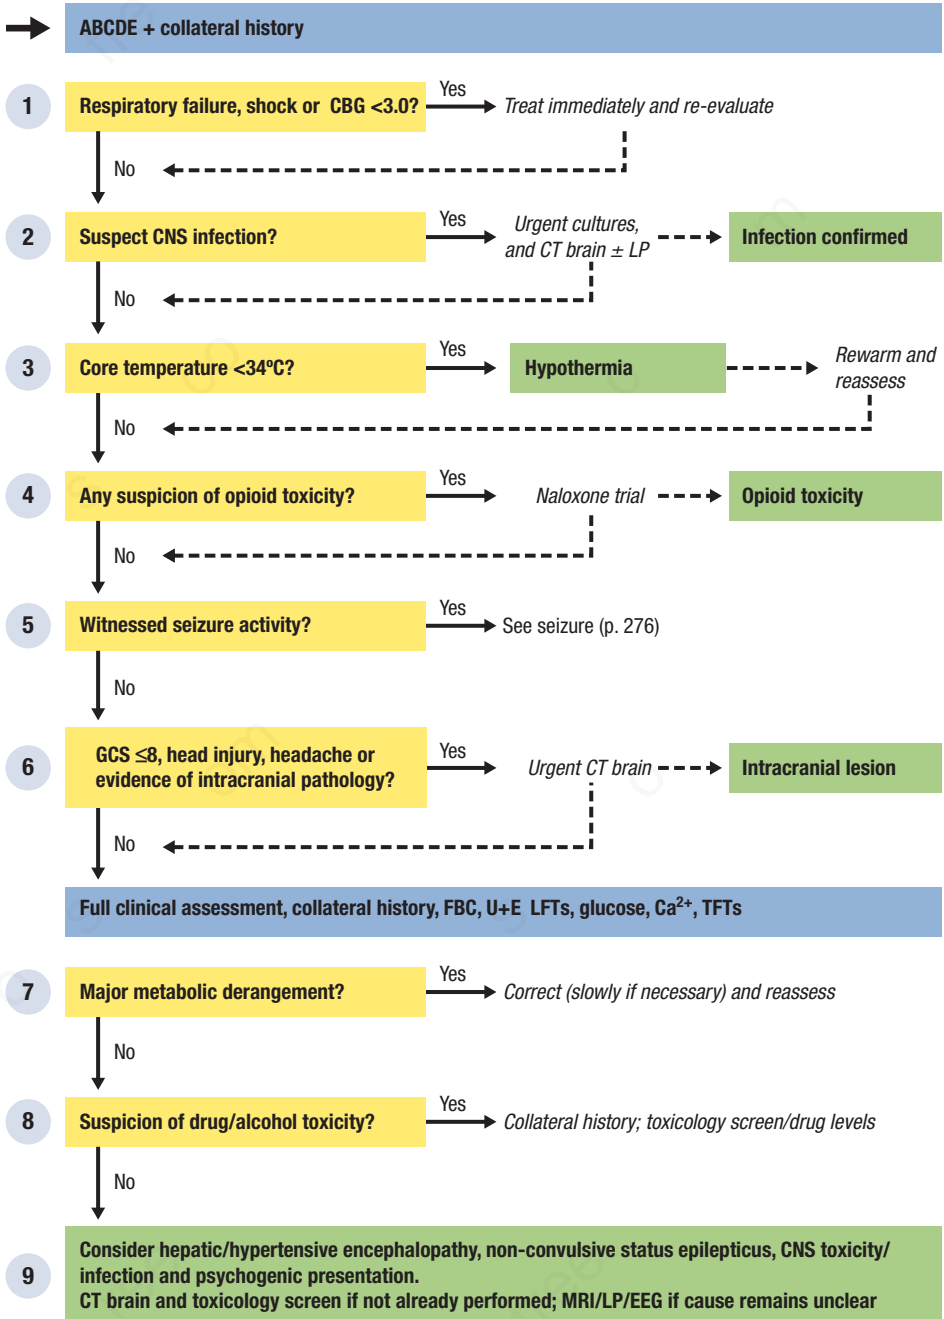 ABCDE + collateral history
1
Respiratory failure, shock or CBG <3.0?
Yes
Treat immediately and re-evaluate
No
2
Suspect CNS infection?
Yes
Urgent cultures,
and CT brain ± LP
Infection confirmed
No
3
Core temperature <34ºC?
Yes
Hypothermia
Rewarm and
reassess
No
4
Any suspicion of opioid toxicity?
Yes
Naloxone trial
Opioid toxicity
No
5
Witnessed seizure activity?
Yes
See seizure (p. 276)
No
6
GCS ≤8, head injury, headache or
evidence of intracranial pathology?
Yes
Urgent CT brain
Intracranial lesion
No
Full clinical assessment, collateral history, FBC, U+E LFTs, glucose, Ca²⁺, TFTs
7
Major metabolic derangement?
Yes
Correct (slowly if necessary) and reassess
No
8
Suspicion of drug/alcohol toxicity?
Yes
Collateral history; toxicology screen/drug levels
No
9
Consider hepatic/hypertensive encephalopathy, non-convulsive status epilepticus, CNS toxicity/
infection and psychogenic presentation.
CT brain and toxicology screen if not already performed; MRI/LP/EEG if cause remains unclear